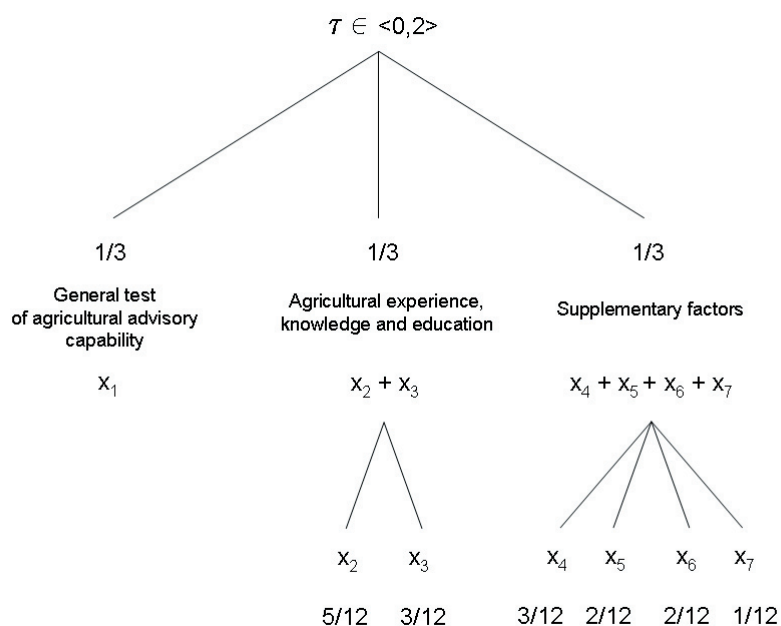 τ ∈ <0,2>
1/3 1/3 1/3
General test
of agricultural advisory
capability
Agricultural experience,
knowledge and education
Supplementary factors
x₁ x₂ + x₃ x₄ + x₅ + x₆ + x₇
x₂ x₃ x₄ x₅ x₆ x₇
5/12 3/12 3/12 2/12 2/12 1/12